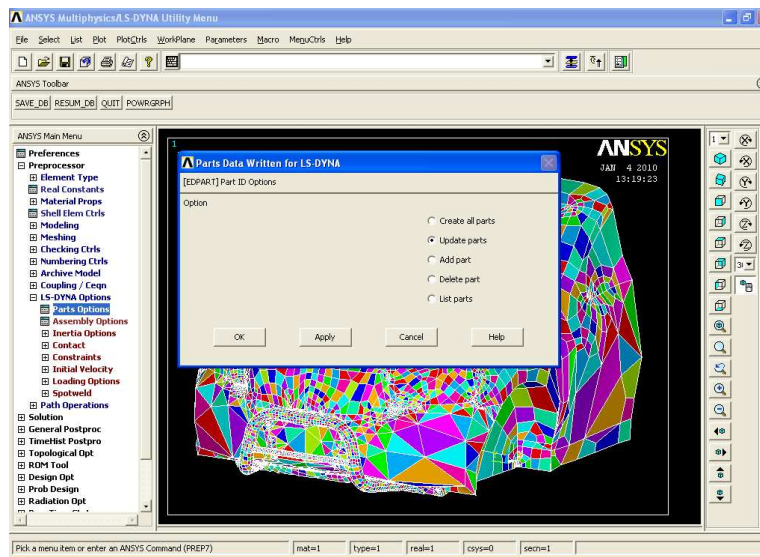 ANSYS Multiphysics/LS-DYNA Utility Menu
File Select List Plot PlotCtrls WorkPlane Parameters Macro MenuCtrls Help
ANSYS Toolbar
SAVE_DB RESUM_DB QUIT POWRGRPH
ANSYS Main Menu
Preferences
Preprocessor
Element Type
Real Constants
Material Props
Shell Elem Ctrls
Modeling
Meshing
Checking Ctrls
Numbering Ctrls
Archive Model
Coupling / Ceqn
LS-DYNA Options
Parts Options
Assembly Options
Inertia Options
Contact
Constraints
Initial Velocity
Loading Options
Spotweld
Path Operations
Solution
General Postproc
TimeHist Postpro
Topological Opt
ROM Tool
Design Opt
Prob Design
Radiation Opt
1
ANSYS
JAN 4 2010
13:19:23
Parts Data Written for LS-DYNA
[EDPART] Part ID Options
Option
Create all parts
Update parts
Add part
Delete part
List parts
OK Apply Cancel Help
1
3
Pick a menu item or enter an ANSYS Command (PREP7) mat=1 type=1 real=1 csys=0 secn=1